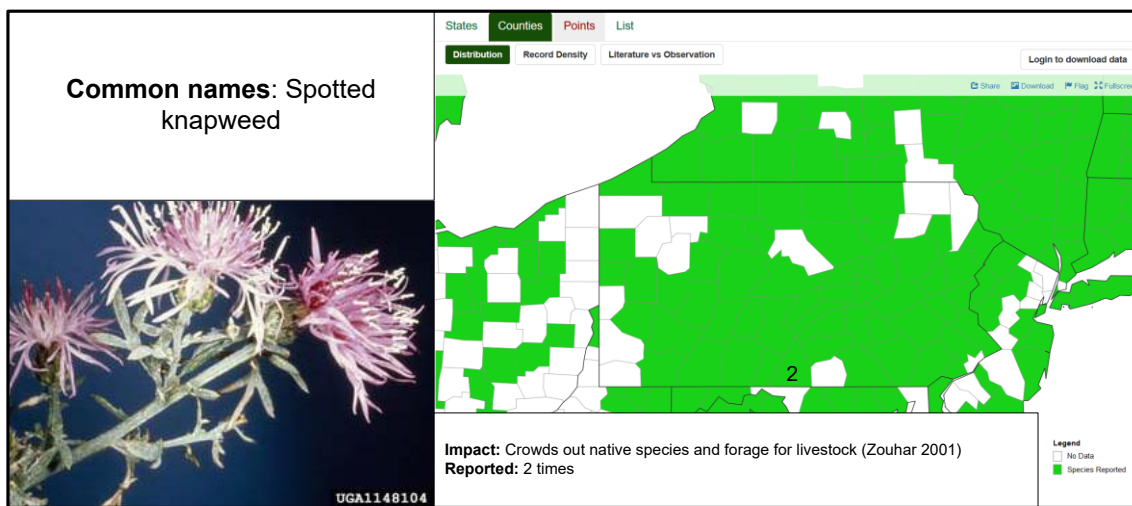 Common names: Spotted
knapweed
States Counties Points List
Distribution Record Density Literature vs Observation
Login to download data
Share Download Flag Fullscreen
2
Impact: Crowds out native species and forage for livestock (Zouhar 2001)
Reported: 2 times
Legend
No Data
Species Reported
UGA1148104